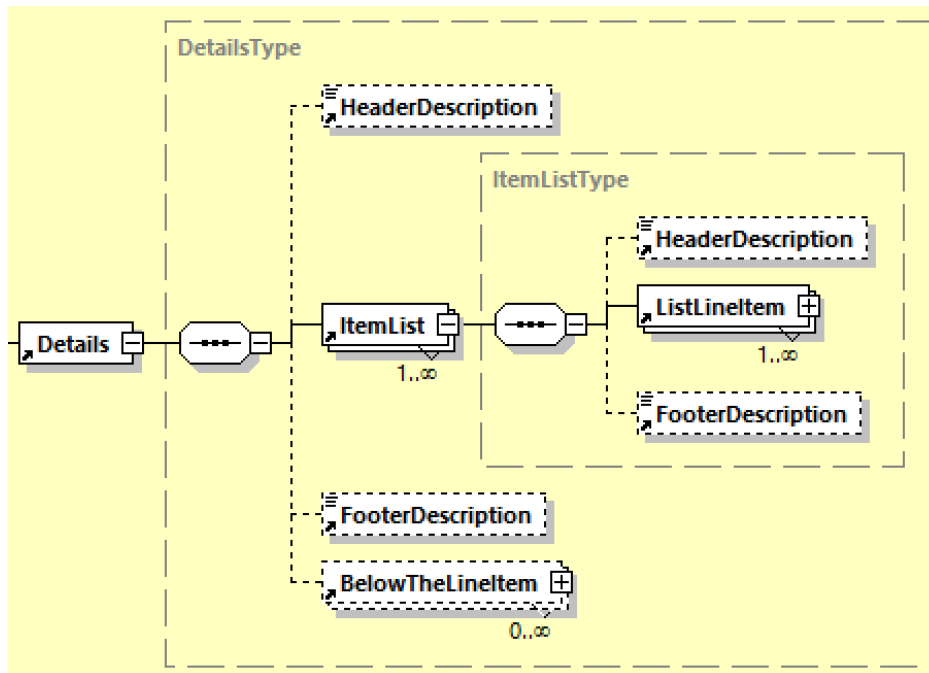 DetailsType
HeaderDescription
ItemListType
HeaderDescription
ListLineItem
1..∞
ItemList
1..∞
Details
FooterDescription
FooterDescription
BelowTheLineItem
0..∞